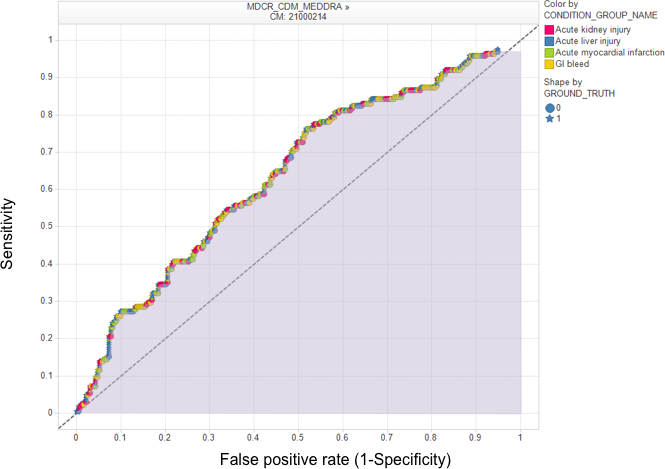 MDCR_CDM_MEDDRA »
CM: 21000214
Color by
CONDITION_GROUP_NAME
Acute kidney injury
Acute liver injury
Acute myocardial infarction
GI bleed
Shape by
GROUND_TRUTH
0
1
Sensitivity
1
0.9
0.8
0.7
0.6
0.5
0.4
0.3
0.2
0.1
0
0 0.1 0.2 0.3 0.4 0.5 0.6 0.7 0.8 0.9 1
False positive rate (1-Specificity)